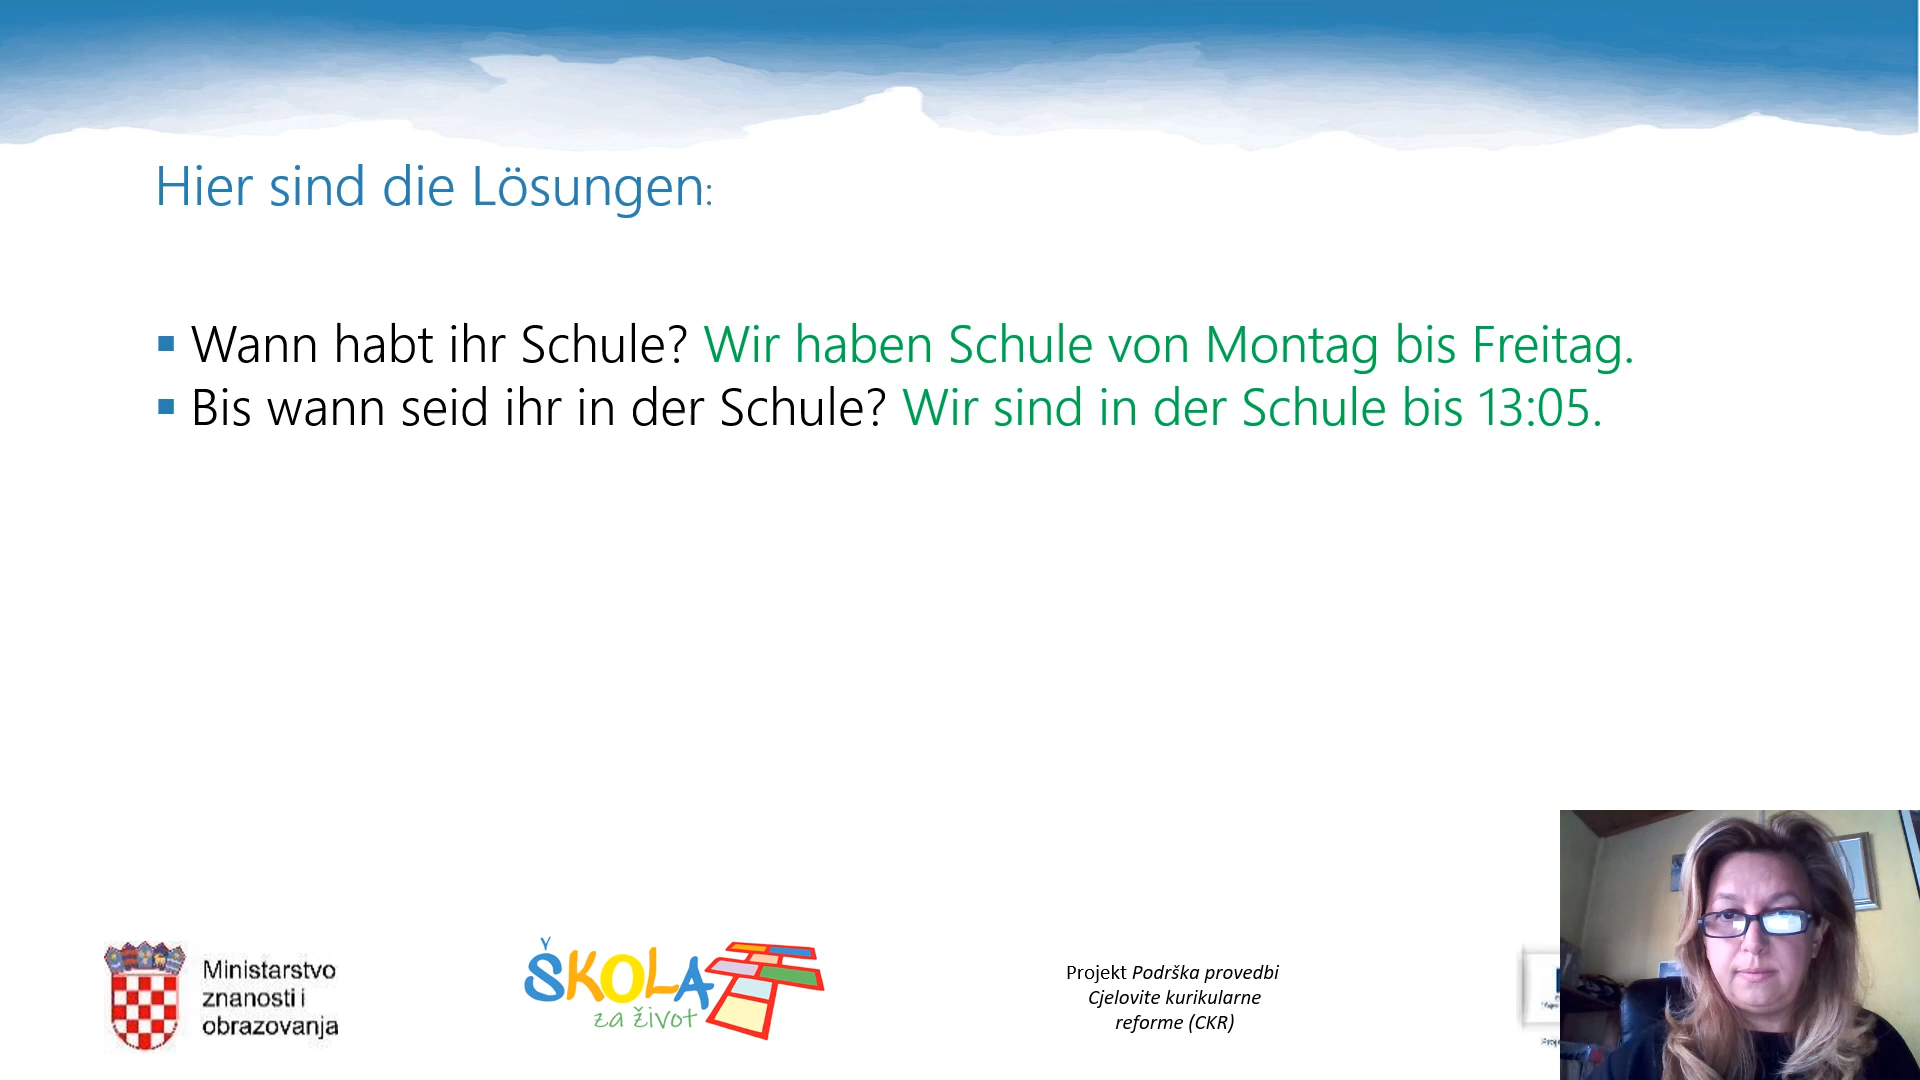 Hier sind die Lösungen:
Wann habt ihr Schule? Wir haben Schule von Montag bis Freitag.
Bis wann seid ihr in der Schule? Wir sind in der Schule bis 13:05.
Ministarstvo
znanosti i
obrazovanja
ŠKOLA
za život
Projekt Podrška provedbi
Cjelovite kurikularne
reforme (CKR)